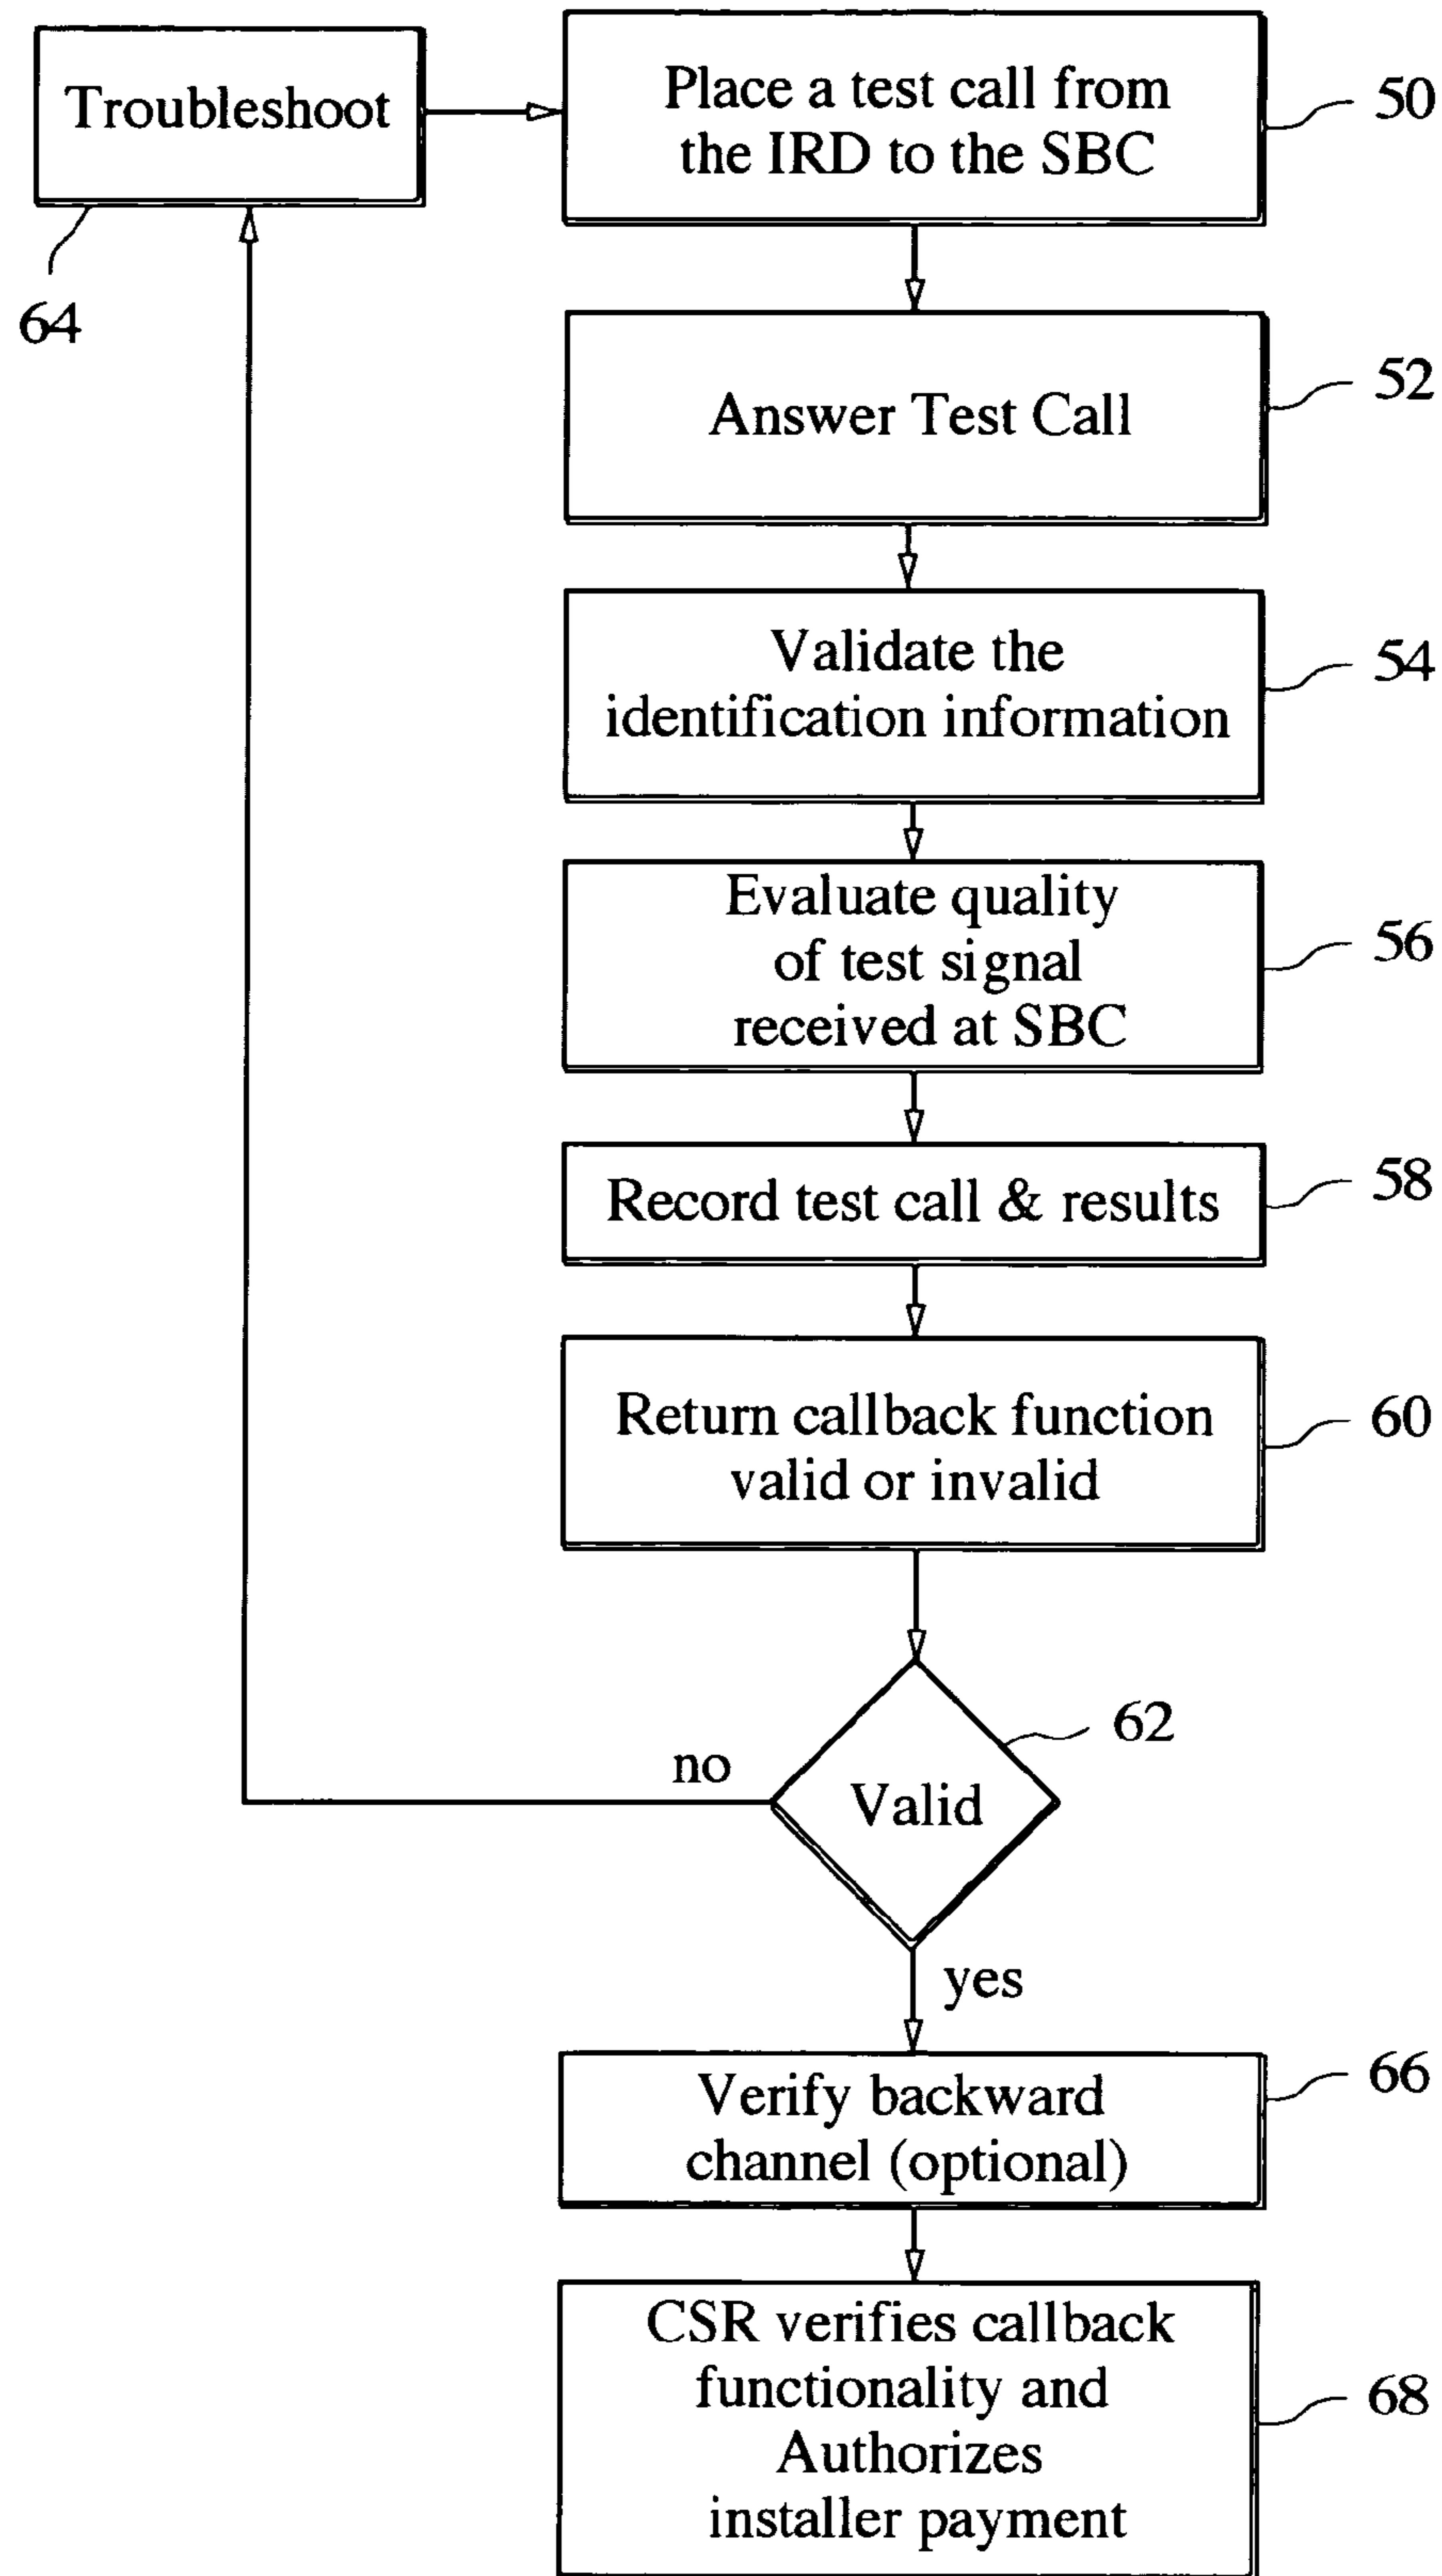 Troubleshoot
64
Place a test call from
the IRD to the SBC
50
Answer Test Call
52
Validate the
identification information
54
Evaluate quality
of test signal
received at SBC
56
Record test call & results
58
Return callback function
valid or invalid
60
Valid
62
no
yes
Verify backward
channel (optional)
66
CSR verifies callback
functionality and
Authorizes
installer payment
68